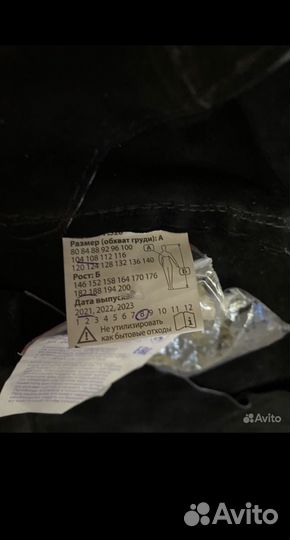 Размер (обхват груди): А
80 84 88 92 96 100
104 108 112 116
120 124 128 132 136 140
Рост: Б
146 152 158 164 170 176
182 188 194 200
Дата выпуска
2021, 2022, 2023
1 2 3 4 5 6 7 8 9 10 11 12
Не утилизировать
как бытовые отходы
А
Б
i
Avito
Avito